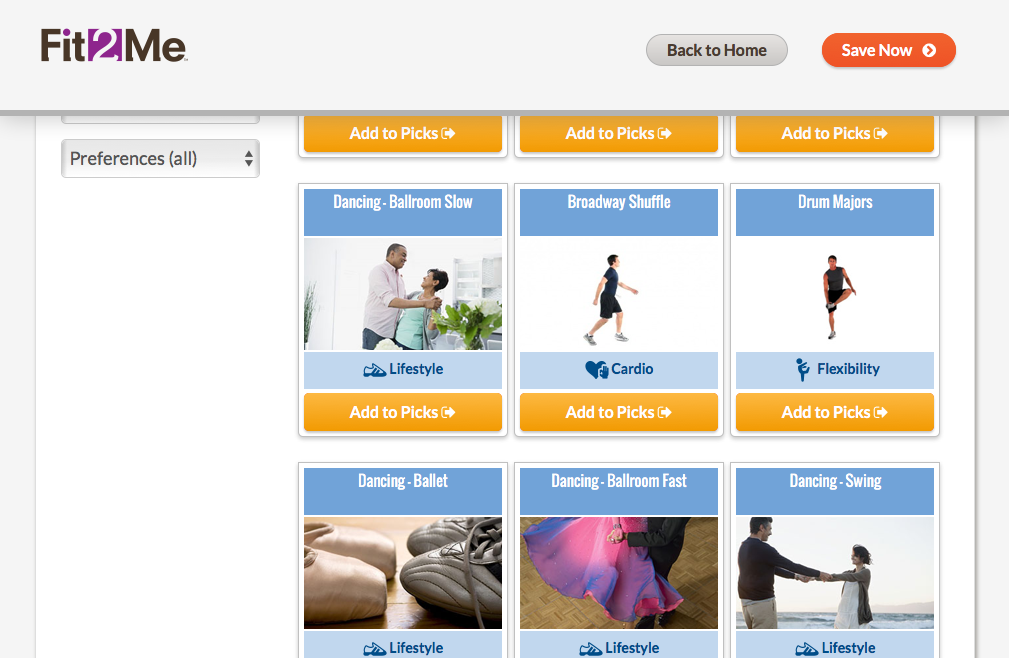 Fit2Me
Back to Home
Save Now
Add to Picks
Add to Picks
Add to Picks
Preferences (all)
Dancing - Ballroom Slow
Broadway Shuffle
Drum Majors
Lifestyle
Cardio
Flexibility
Add to Picks
Add to Picks
Add to Picks
Dancing - Ballet
Dancing - Ballroom Fast
Dancing - Swing
Lifestyle
Lifestyle
Lifestyle